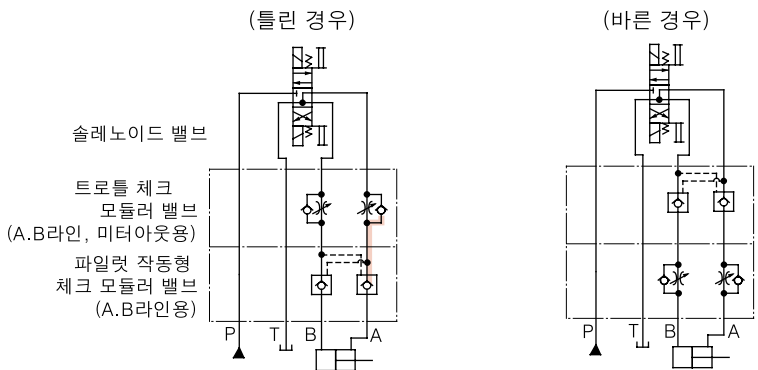 (틀린 경우)
(바른 경우)
솔레노이드 밸브
트로틀 체크
모듈러 밸브
(A.B라인, 미터아웃용)
파일럿 작동형
체크 모듈러 밸브
(A.B라인용)
P T B A
P T B A